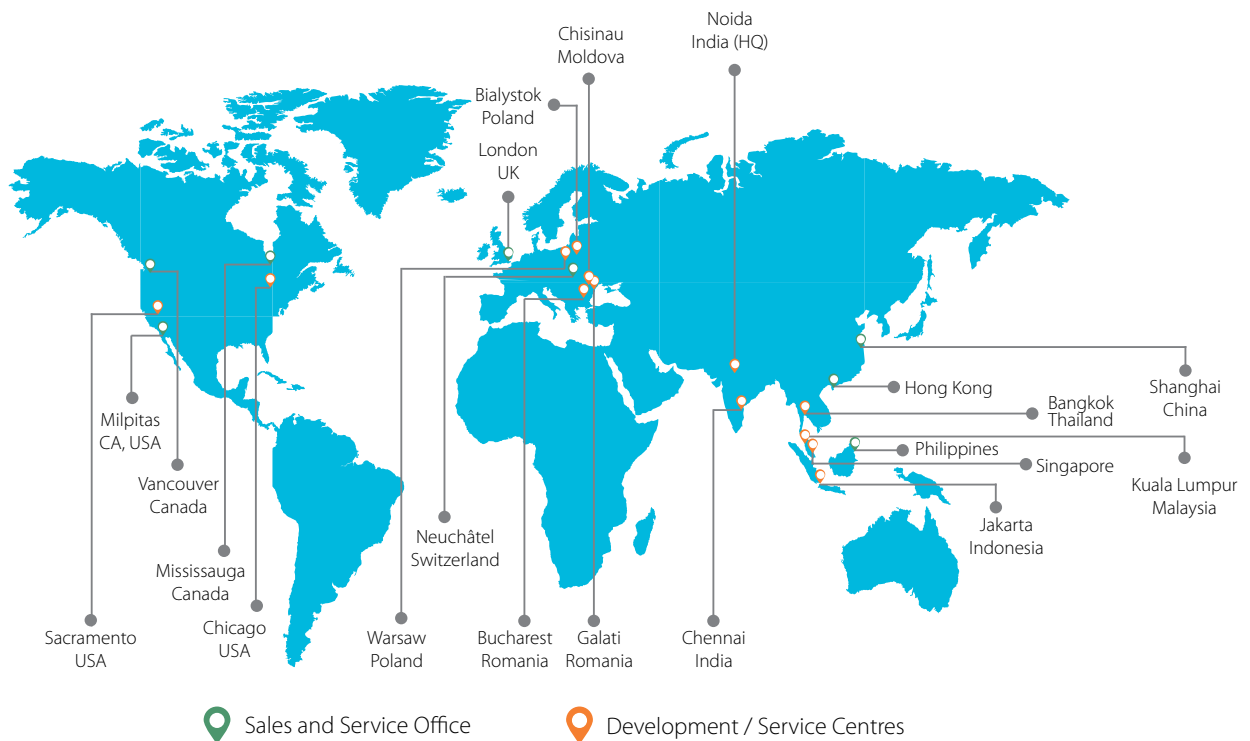 Noida
India (HQ)
Chisinau
Moldova
Bialystok
Poland
London
UK
Hong Kong
Shanghai
China
Bangkok
Thailand
Philippines
Singapore
Kuala Lumpur
Malaysia
Jakarta
Indonesia
Milpitas
CA, USA
Vancouver
Canada
Neuchâtel
Switzerland
Mississauga
Canada
Sacramento
USA
Chicago
USA
Warsaw
Poland
Bucharest
Romania
Galati
Romania
Chennai
India
Sales and Service Office
Development / Service Centres